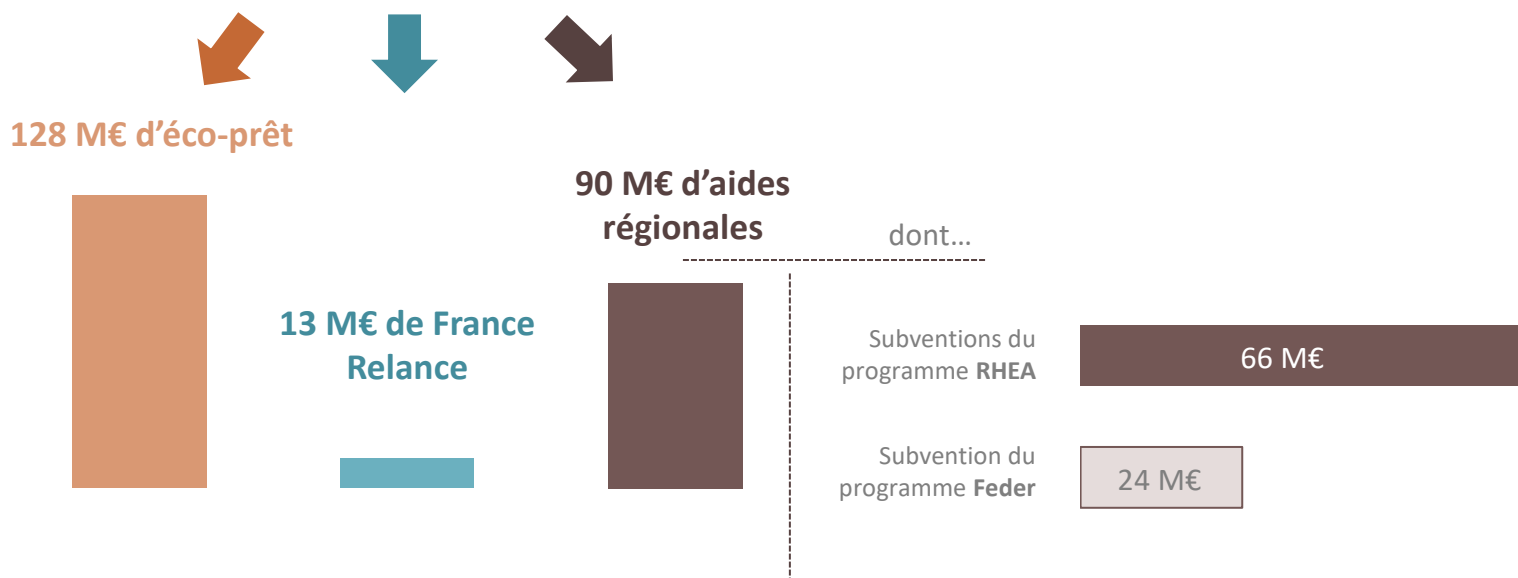 128 M€ d’éco-prêt
90 M€ d’aides
régionales
dont…
13 M€ de France
Relance
Subventions du
programme RHEA
66 M€
Subvention du
programme Feder
24 M€